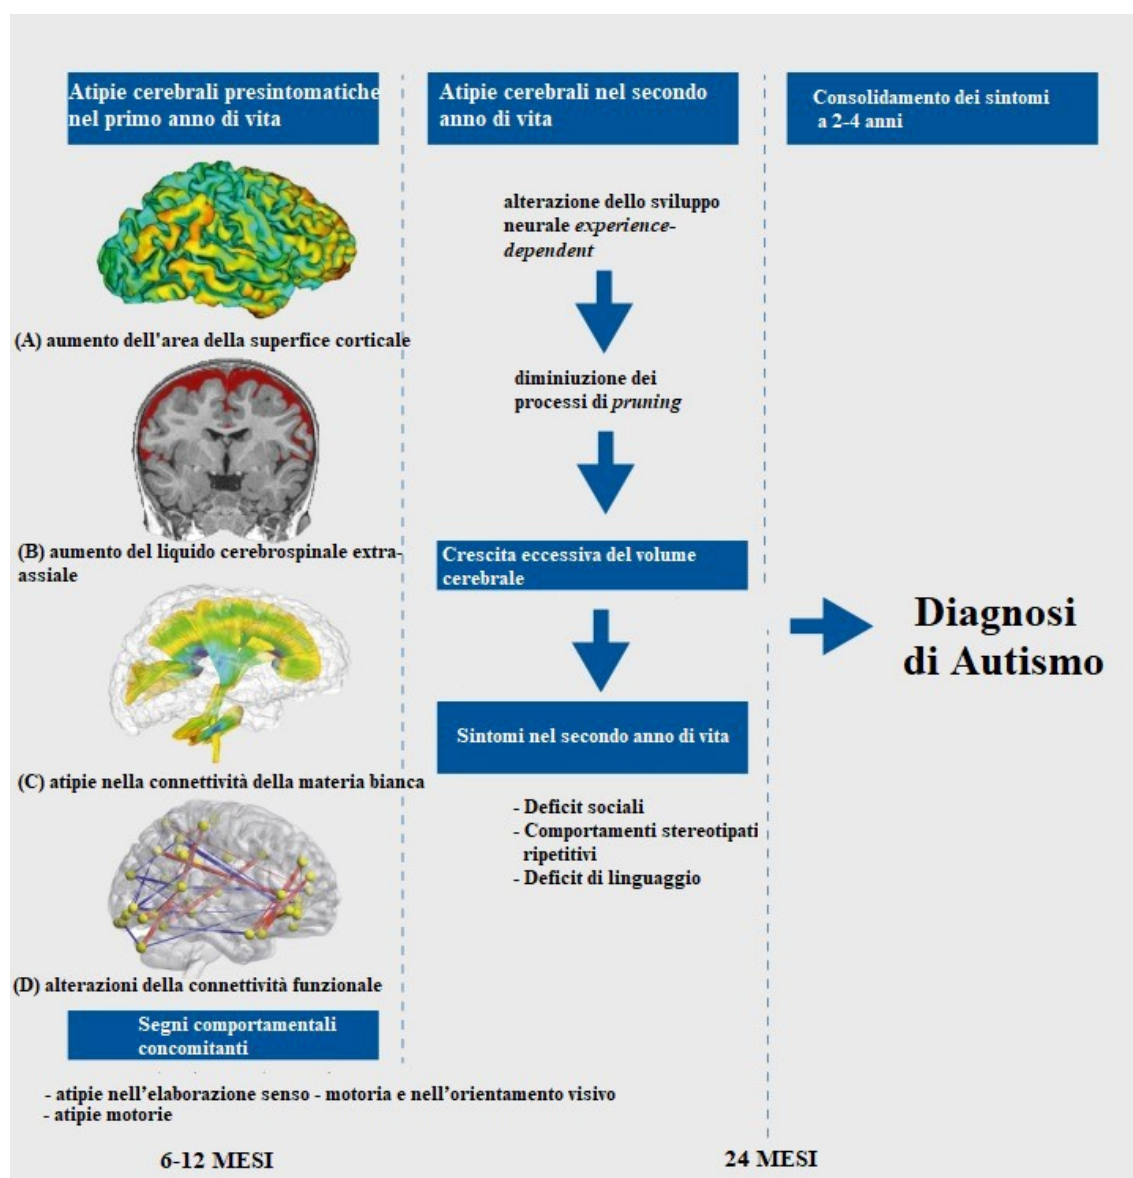 Atipie cerebrali presintomatiche
nel primo anno di vita
(A) aumento dell'area della superfice corticale
(B) aumento del liquido cerebrospinale extra-
assiale
(C) atipie nella connettività della materia bianca
(D) alterazioni della connettività funzionale
Segni comportamentali
concomitanti
- atipie nell’elaborazione senso - motoria e nell'orientamento visivo
- atipie motorie
6-12 MESI
Atipie cerebrali nel secondo
anno di vita
alterazione dello sviluppo
neurale experience-
dependent
diminiuzione dei
processi di pruning
Crescita eccessiva del volume
cerebrale
Sintomi nel secondo anno di vita
- Deficit sociali
- Comportamenti stereotipati
ripetitivi
- Deficit di linguaggio
24 MESI
Consolidamento dei sintomi
a 2-4 anni
Diagnosi
di Autismo